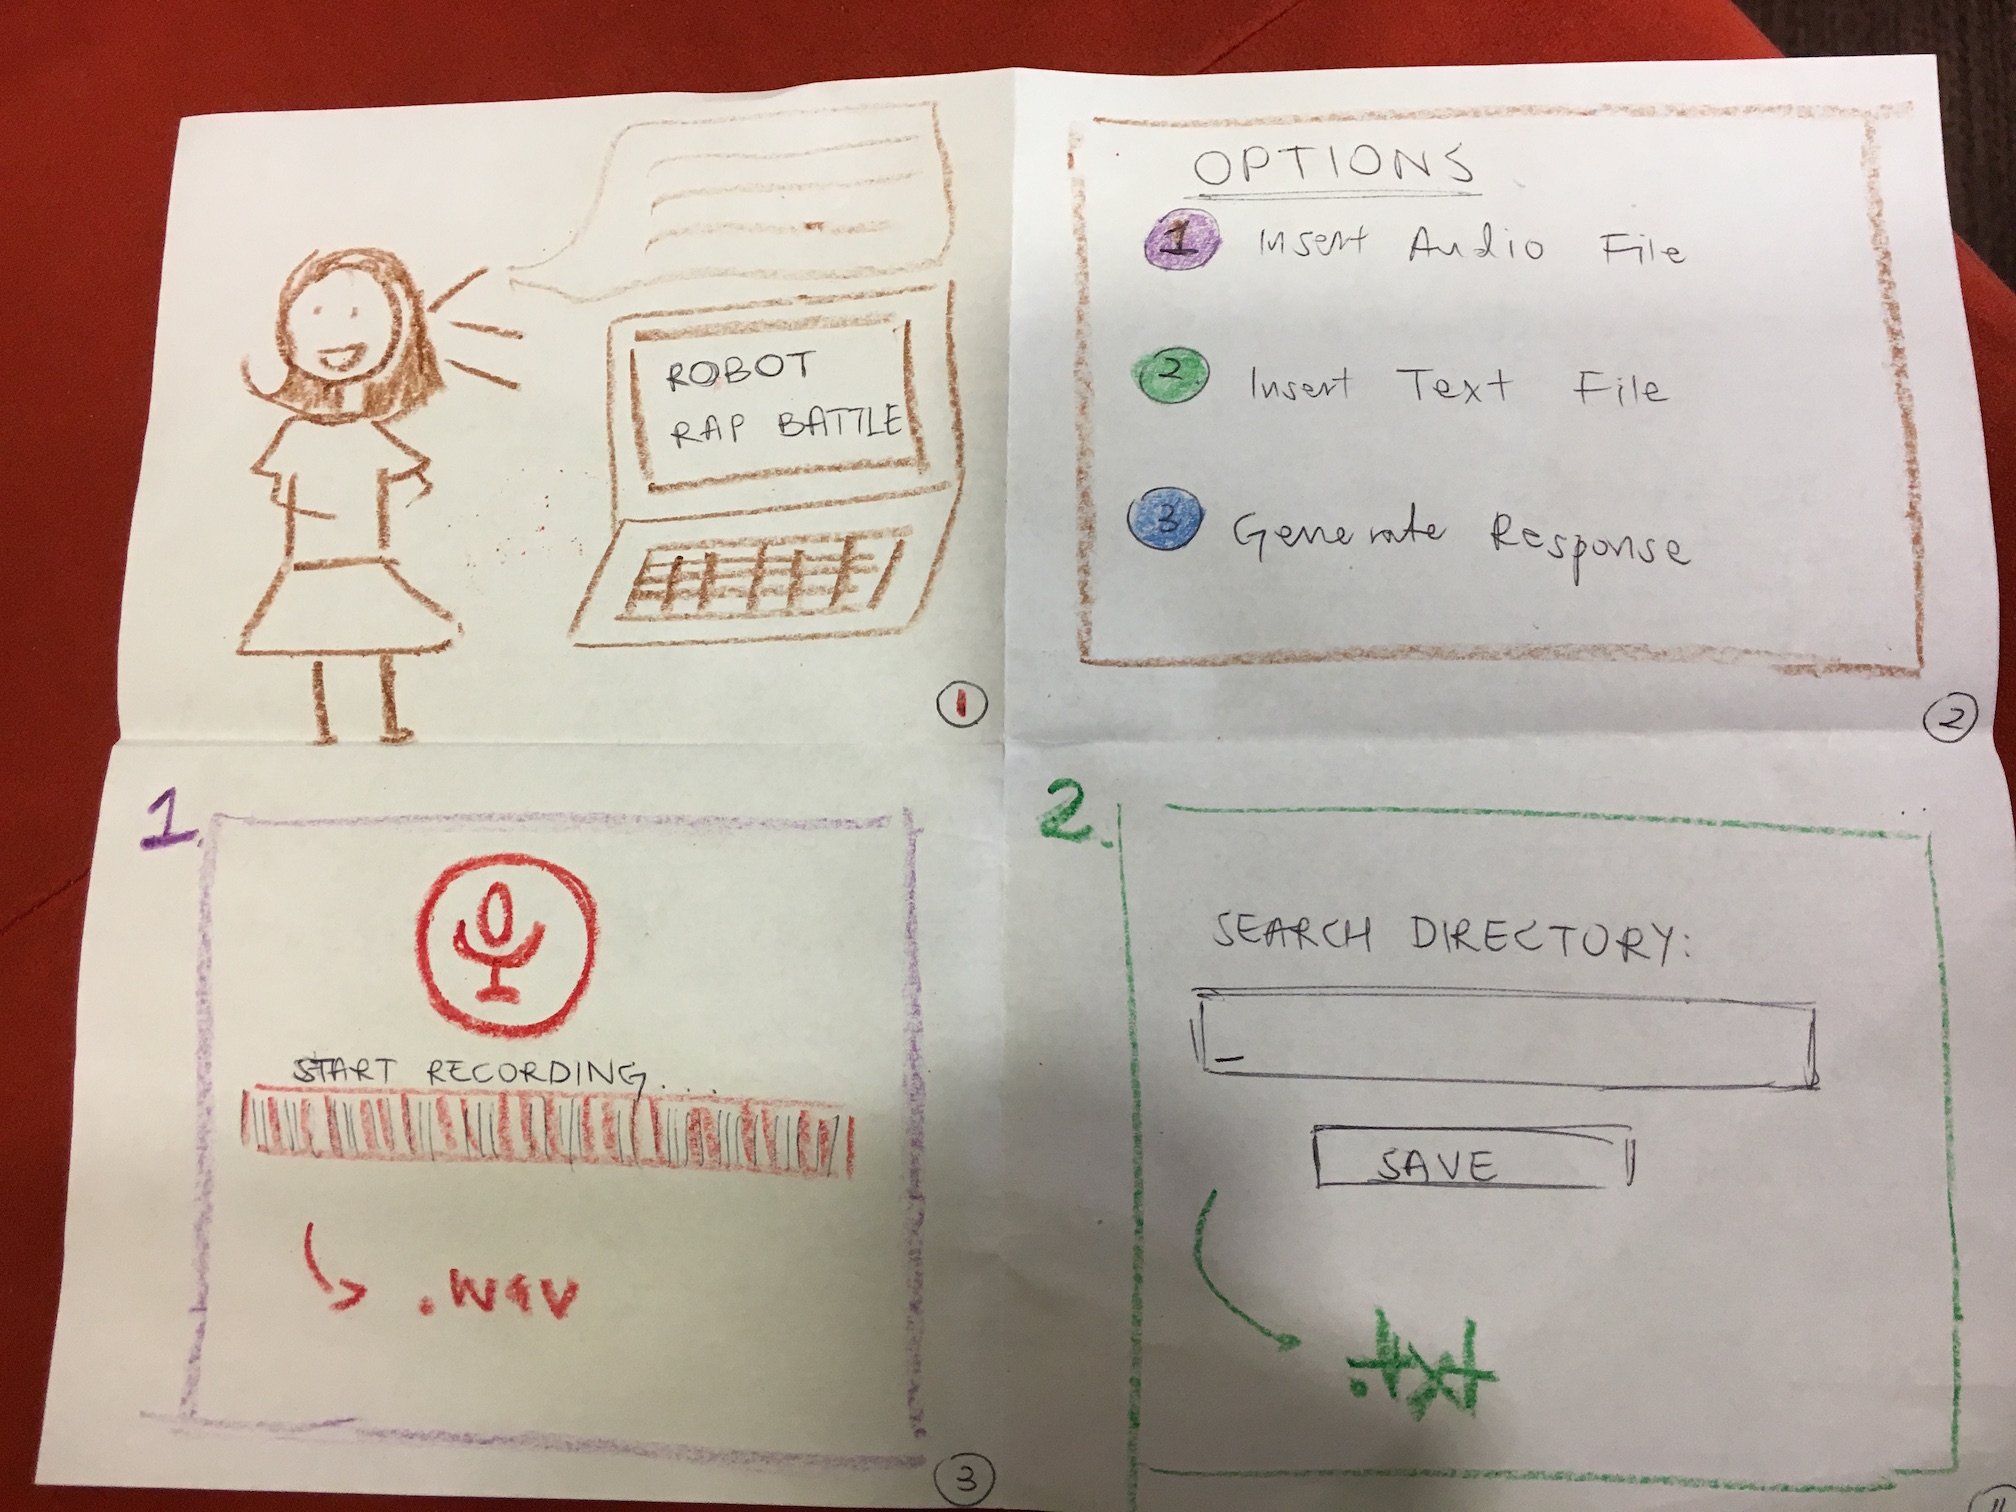 ROBOT
RAP BATTLE
1
OPTIONS
1 Insert Audio File
2 Insert Text File
3 Generate Response
2
1.
START RECORDING...
.wav
3
2.
SEARCH DIRECTORY:
SAVE
.txt